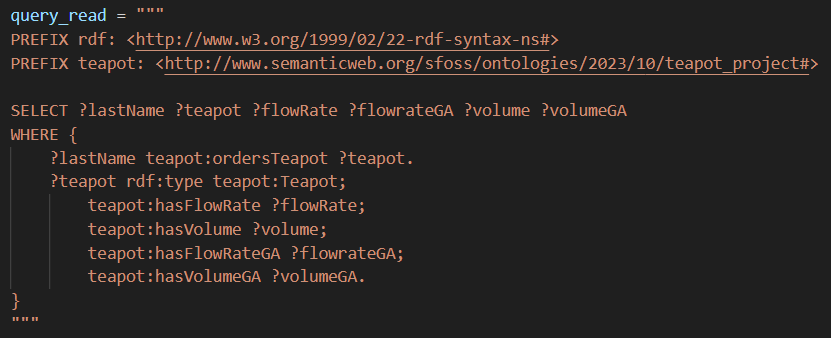 query_read = """
PREFIX rdf: <http://www.w3.org/1999/02/22-rdf-syntax-ns#>
PREFIX teapot: <http://www.semanticweb.org/sfoss/ontologies/2023/10/teapot_project#>
SELECT ?lastName ?teapot ?flowRate ?flowrateGA ?volume ?volumeGA
WHERE {
?lastName teapot:ordersTeapot ?teapot.
?teapot rdf:type teapot:Teapot;
teapot:hasFlowRate ?flowRate;
teapot:hasVolume ?volume;
teapot:hasFlowRateGA ?flowrateGA;
teapot:hasVolumeGA ?volumeGA.
}
"""